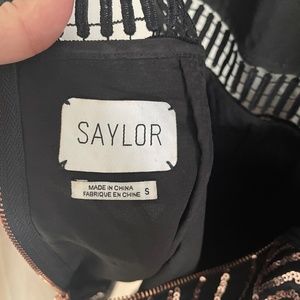 SAYLOR
MADE IN CHINA
FABRIQUE EN CHINE
S